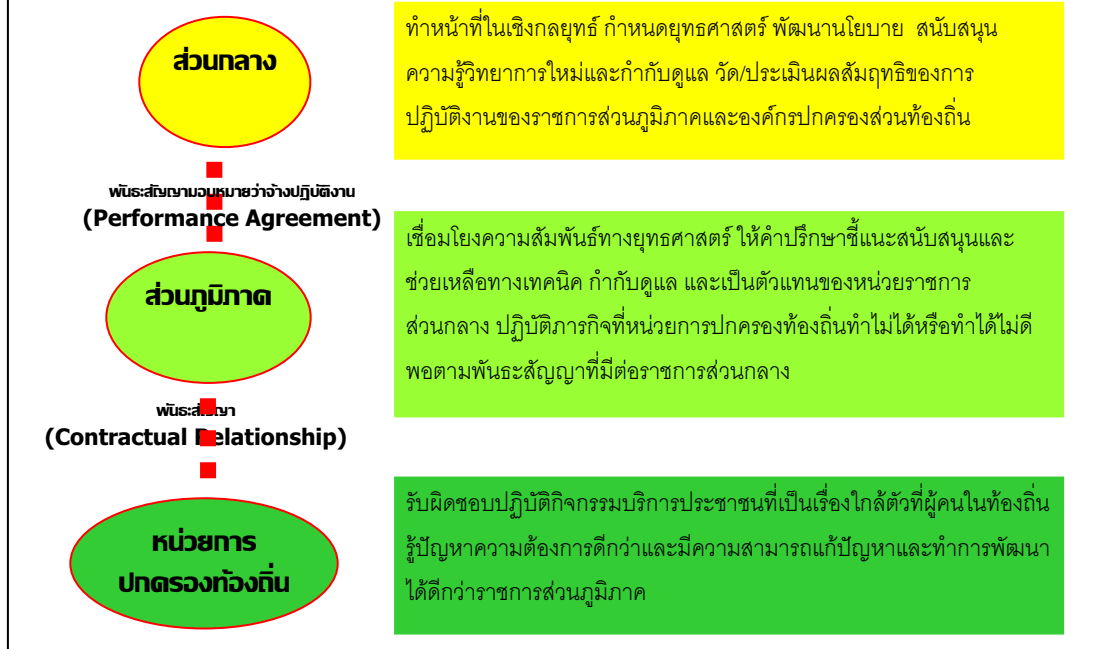 ส่วนกลาง
ทำหน้าที่ในเชิงกลยุทธ์ กำหนดยุทธศาสตร์ พัฒนานโยบาย สนับสนุน
ความรู้วิทยาการใหม่และกำกับดูแล วัด/ประเมินผลสัมฤทธิของการ
ปฏิบัติงานของราชการส่วนภูมิภาคและองค์กรปกครองส่วนท้องถิ่น
พันธะสัญญามอบหมายว่าจ้างปฏิบัติงาน
(Performance Agreement)
ส่วนภูมิภาค
เชื่อมโยงความสัมพันธ์ทางยุทธศาสตร์ ให้คำปรึกษาชี้แนะสนับสนุนและ
ช่วยเหลือทางเทคนิค กำกับดูแล และเป็นตัวแทนของหน่วยราชการ
ส่วนกลาง ปฏิบัติภารกิจที่หน่วยการปกครองท้องถิ่นทำไม่ได้หรือทำได้ไม่ดี
พอตามพันธะสัญญาที่มีต่อราชการส่วนกลาง
พันธะสัญญา
(Contractual Relationship)
หน่วยการ
ปกครองท้องถิ่น
รับผิดชอบปฏิบัติกิจกรรมบริการประชาชนที่เป็นเรื่องใกล้ตัวที่ผู้คนในท้องถิ่น
รู้ปัญหาความต้องการดีกว่าและมีความสามารถแก้ปัญหาและทำการพัฒนา
ได้ดีกว่าราชการส่วนภูมิภาค